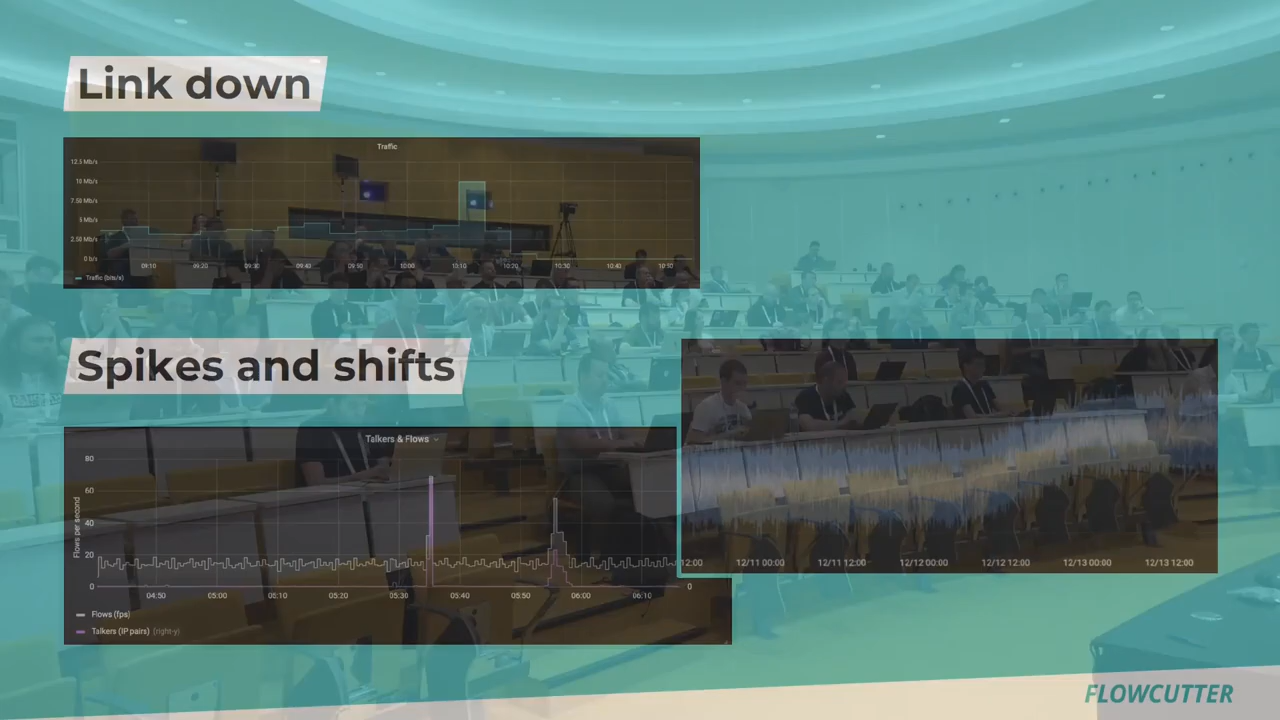 Link down
Traffic
12.5 Mb/s
10 Mb/s
7.50 Mb/s
5 Mb/s
2.50 Mb/s
0 b/s
09:10 09:20 09:30 09:40 09:50 10:00 10:10 10:20 10:30 10:40 10:50
Traffic (bits/s)
Spikes and shifts
Talkers & Flows
80
60
40
20
0 0
Flows per second
04:50 05:00 05:10 05:20 05:30 05:40 05:50 06:00 06:10
Flows (fps)
Talkers (IP pairs) (right-y)
12:00 12/11 00:00 12/11 12:00 12/12 00:00 12/12 12:00 12/13 00:00 12/13 12:00
FLOWCUTTER